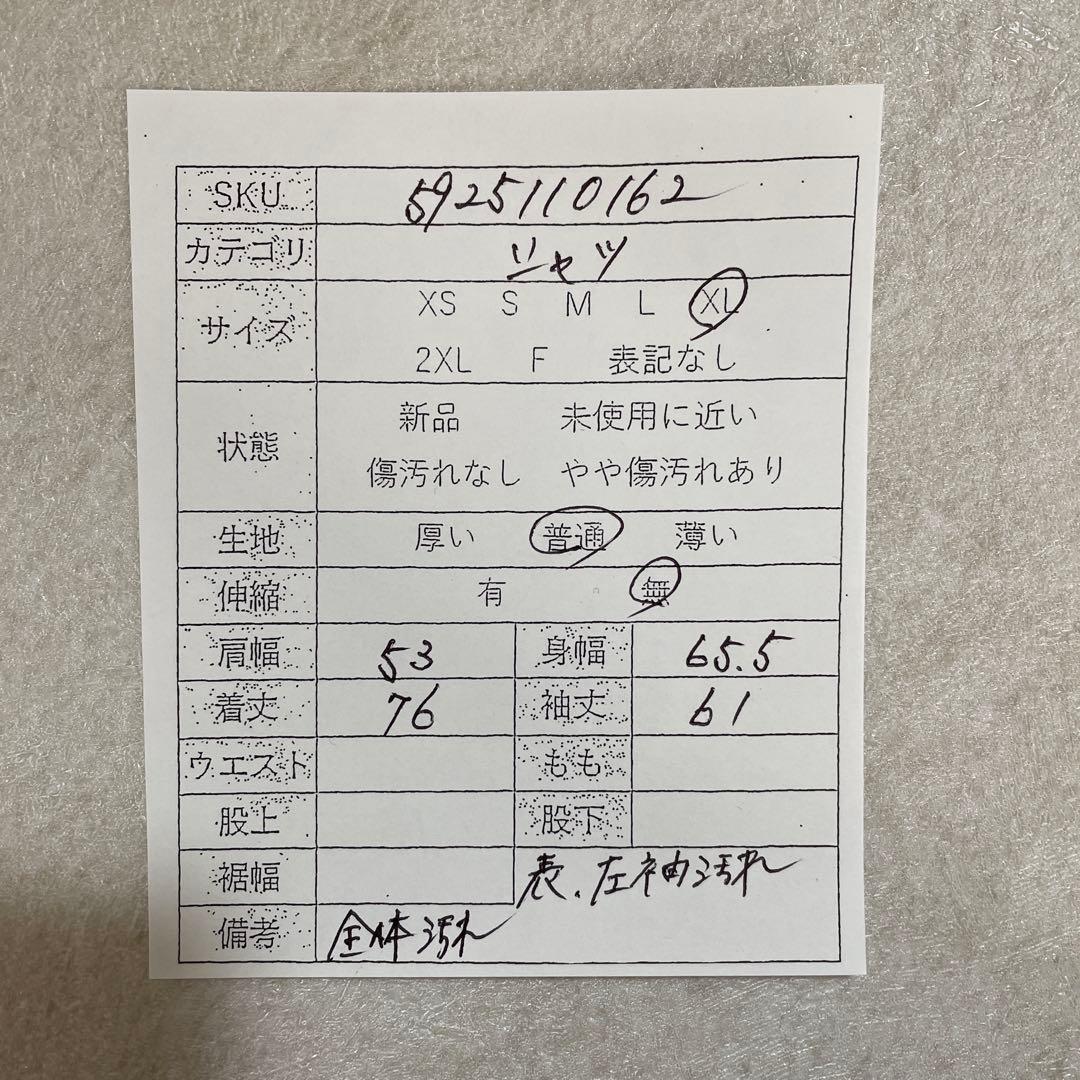 SKU 5925110162
カテゴリ シャツ
サイズ XS S M L XL
2XL F 表記なし
状態 新品 未使用に近い
傷汚れなし やや傷汚れあり
生地 厚い 普通 薄い
伸縮 有 無
肩幅 53 身幅 65.5
着丈 76 袖丈 61
ウエスト もも
股上 股下
裾幅 表、左袖汚れ
備考 全体汚れ